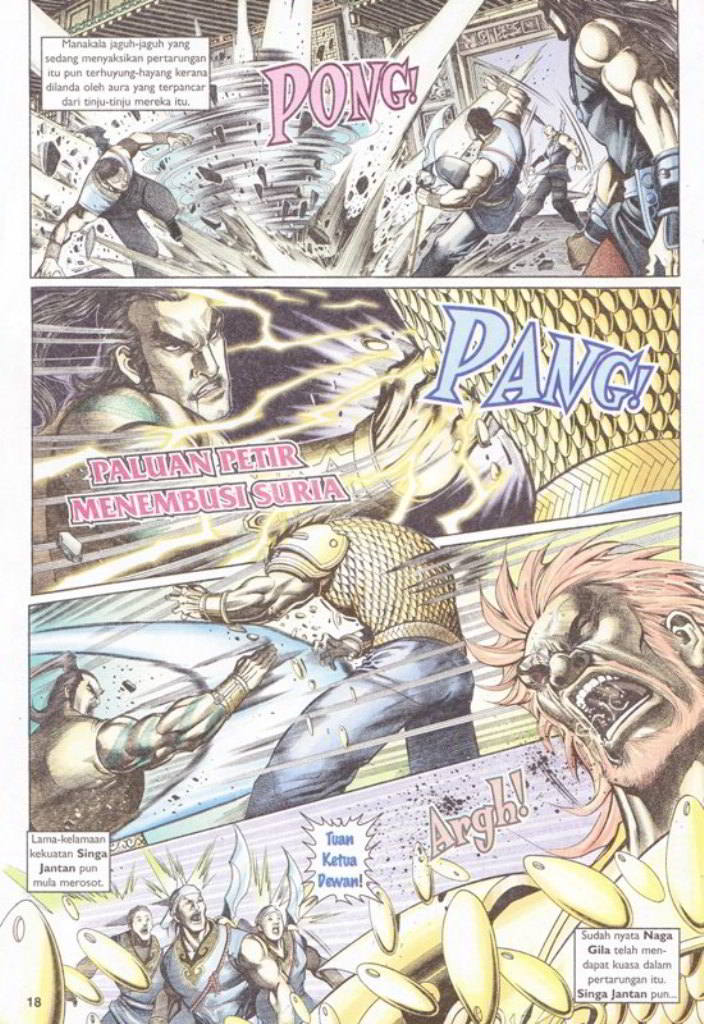 Manakala jaguh-jaguh yang
sedang menyaksikan pertarungan
itu pun terhuyung-hayang kerana
dilanda oleh aura yang terpancar
dari tinju-tinju mereka itu.
PONG!
PANG!
PALUAN PETIR
MENEMBUSI SURIA
Argh!
Lama-kelamaan
kekuatan Singa
Jantan pun
mula merosot.
Tuan
Ketua
Dewan!
Sudah nyata Naga
Gila telah men-
dapat kuasa dalam
pertarungan itu.
Singa Jantan pun...
18